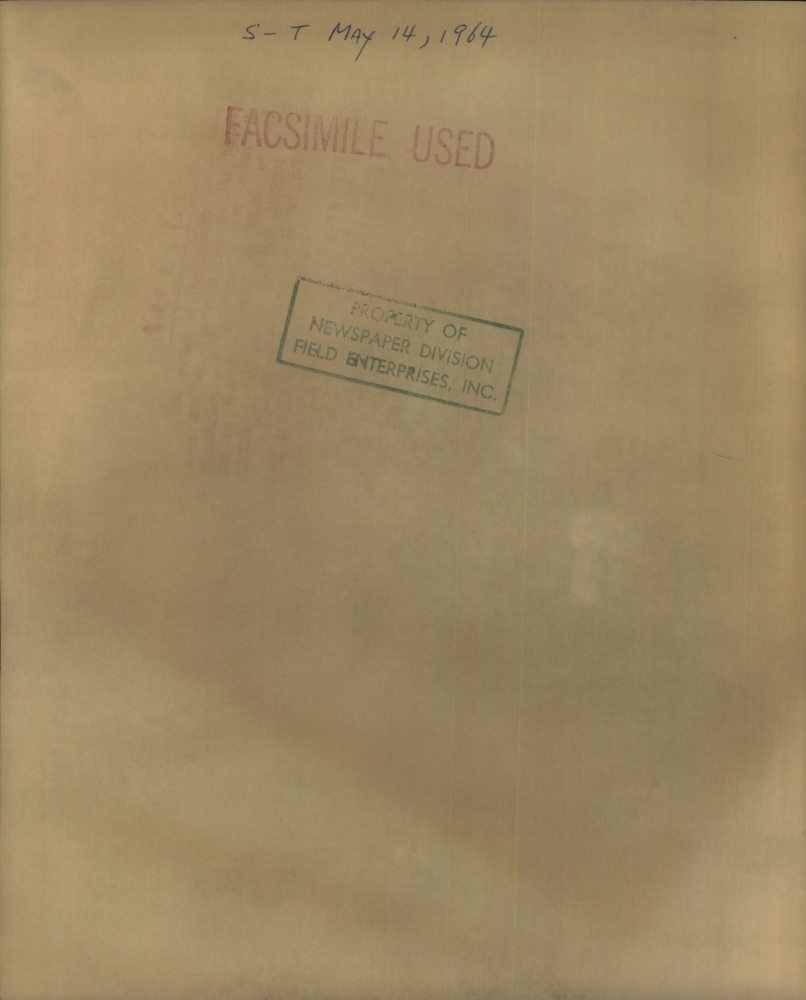 S-T MAY 14, 1964
FACSIMILE USED
PROPERTY OF
NEWSPAPER DIVISION
FIELD ENTERPRISES, INC.